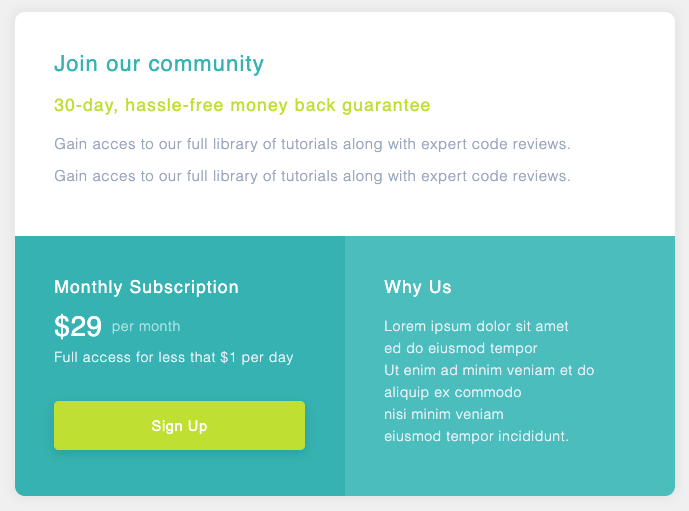 Join our community
30-day, hassle-free money back guarantee
Gain acces to our full library of tutorials along with expert code reviews.
Gain acces to our full library of tutorials along with expert code reviews.
Monthly Subscription
$29 per month
Full access for less that $1 per day
Sign Up
Why Us
Lorem ipsum dolor sit amet
ed do eiusmod tempor
Ut enim ad minim veniam et do
aliquip ex commodo
nisi minim veniam
eiusmod tempor incididunt.